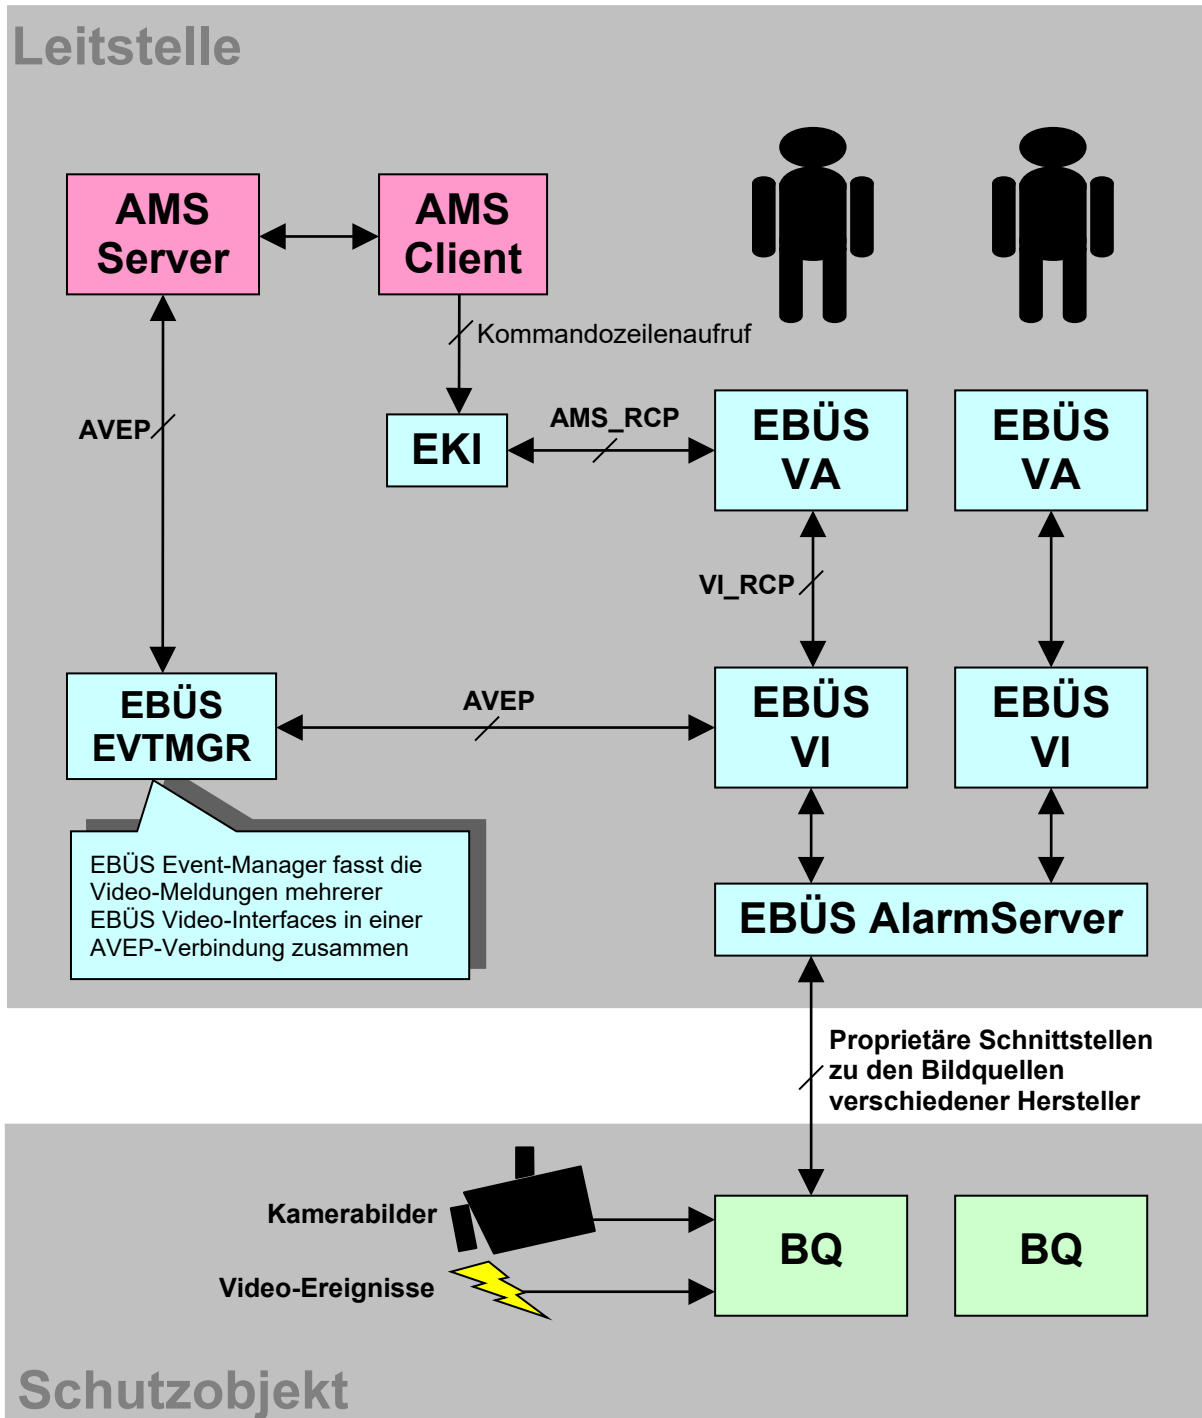 Leitstelle
AMS
Server
AMS
Client
Kommandozeilenaufruf
AVEP
EKI
AMS_RCP
EBÜS
VA
EBÜS
VA
VI_RCP
EBÜS
EVTMGR
AVEP
EBÜS
VI
EBÜS
VI
EBÜS Event-Manager fasst die
Video-Meldungen mehrerer
EBÜS Video-Interfaces in einer
AVEP-Verbindung zusammen
EBÜS AlarmServer
Proprietäre Schnittstellen
zu den Bildquellen
verschiedener Hersteller
Kamerabilder
Video-Ereignisse
BQ
BQ
Schutzobjekt